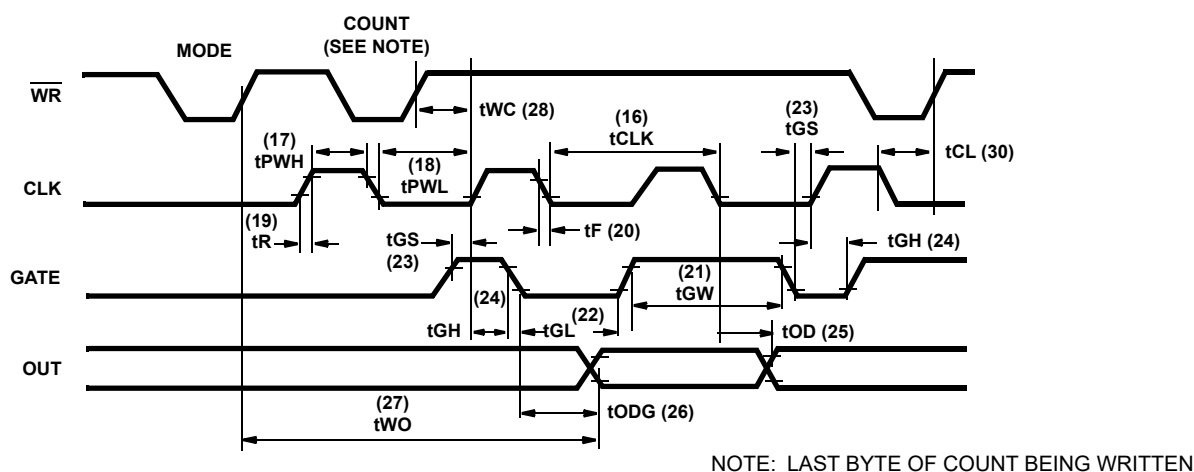 COUNT
(SEE NOTE)
MODE
WR
tWC (28)
(16)
tCLK
(23)
tGS
(17)
tPWH
(18)
tPWL
tCL (30)
CLK
(19)
tR
tGS
(23)
tF (20)
tGH (24)
GATE
(24)
tGH
(22)
tGL
(21)
tGW
tOD (25)
OUT
(27)
tWO
tODG (26)
NOTE: LAST BYTE OF COUNT BEING WRITTEN